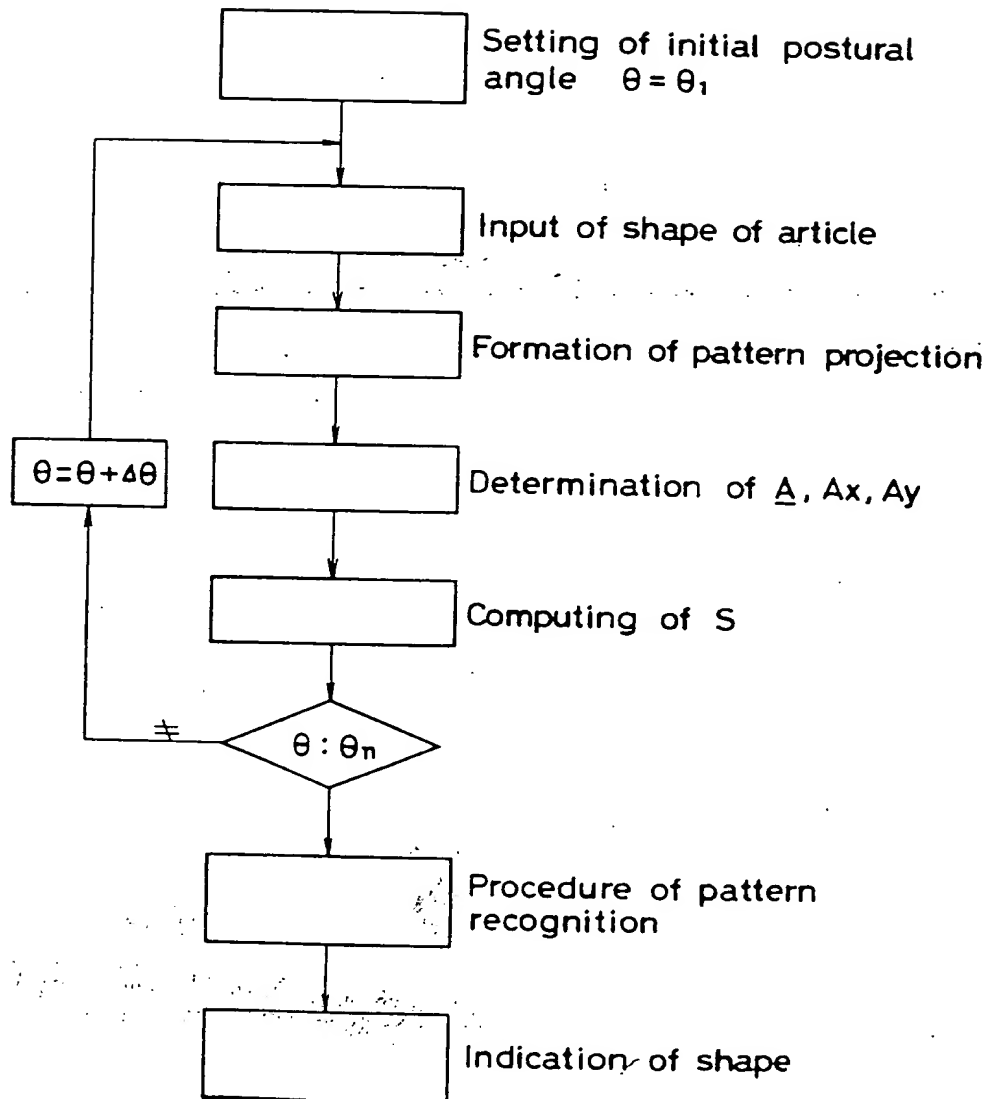 Setting of initial postural
angle θ = θ₁
Input of shape of article
Formation of pattern projection
θ=θ+Δθ
Determination of A, Ax, Ay
Computing of S
≠
θ : θn
Procedure of pattern
recognition
Indication of shape